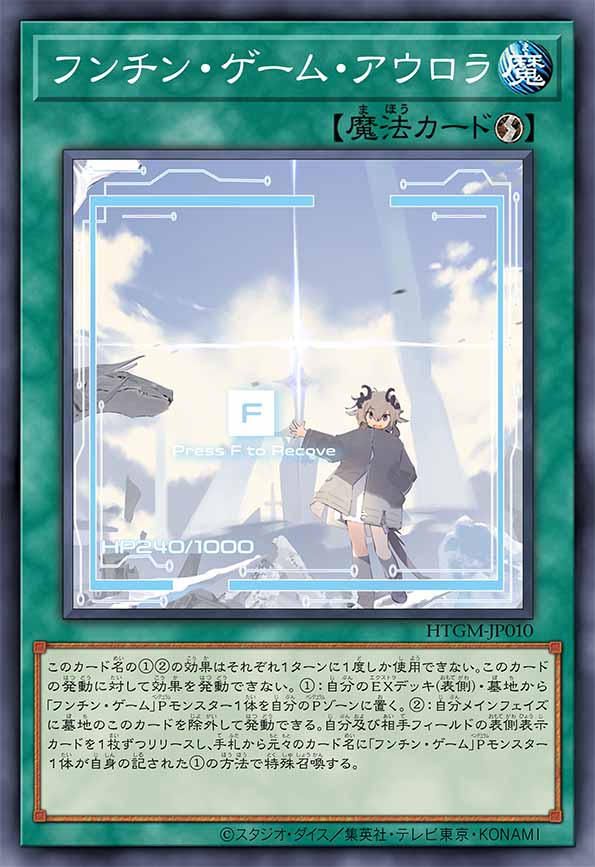 フンチン・ゲーム・アウロラ
魔
【魔法カード】
F
Press F to Recove
HP240/1000
HTGM-JP010
このカード名の①②の効果はそれぞれ1ターンに1度しか使用できない。このカード
の発動に対して効果を発動できない。①:自分のEXデッキ(表側)・墓地から
「フンチン・ゲーム」Pモンスター1体を自分のPゾーンに置く。②:自分メインフェイズ
に墓地のこのカードを除外して発動できる。自分及び相手フィールドの表側表示
カードを1枚ずつリリースし、手札から元々のカード名に「フンチン・ゲーム」Pモンスター
1体が自身の記された①の方法で特殊召喚する。
©スタジオ・ダイス/集英社・テレビ東京・KONAMI